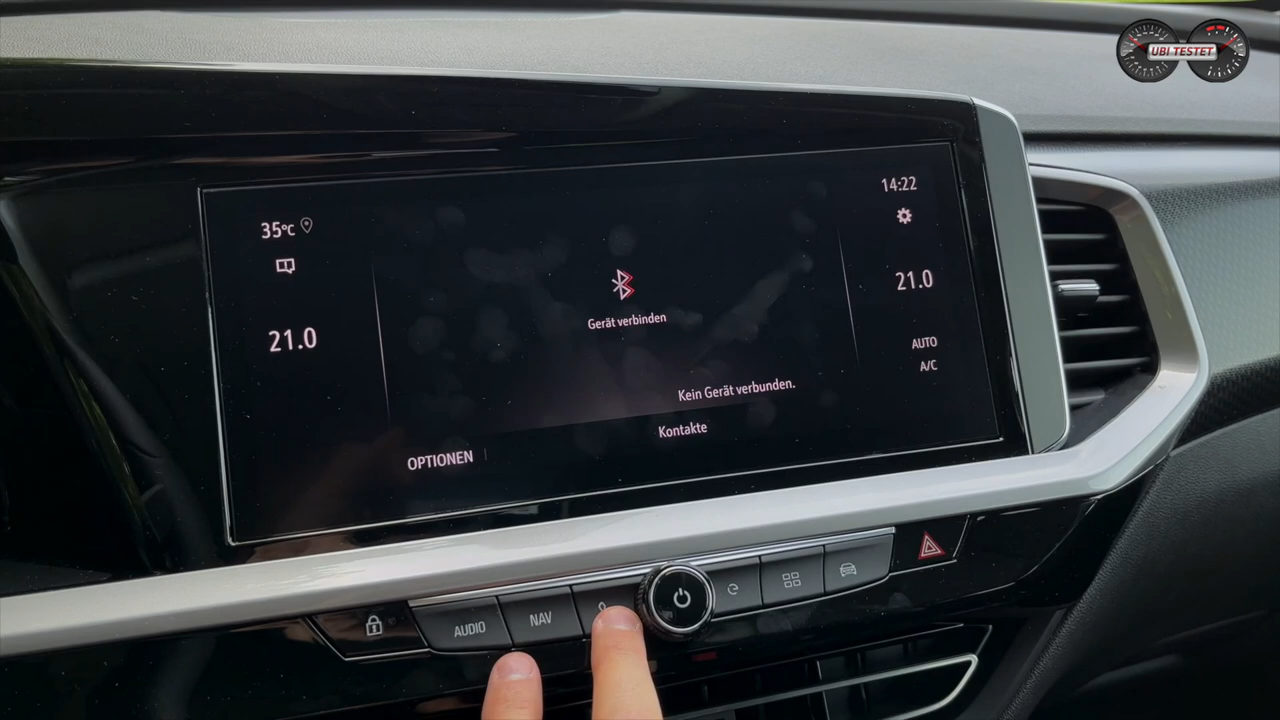 UBI TESTET
14:22
35°C
21.0
21.0
Gerät verbinden
AUTO
A/C
Kein Gerät verbunden.
Kontakte
OPTIONEN
AUDIO
NAV